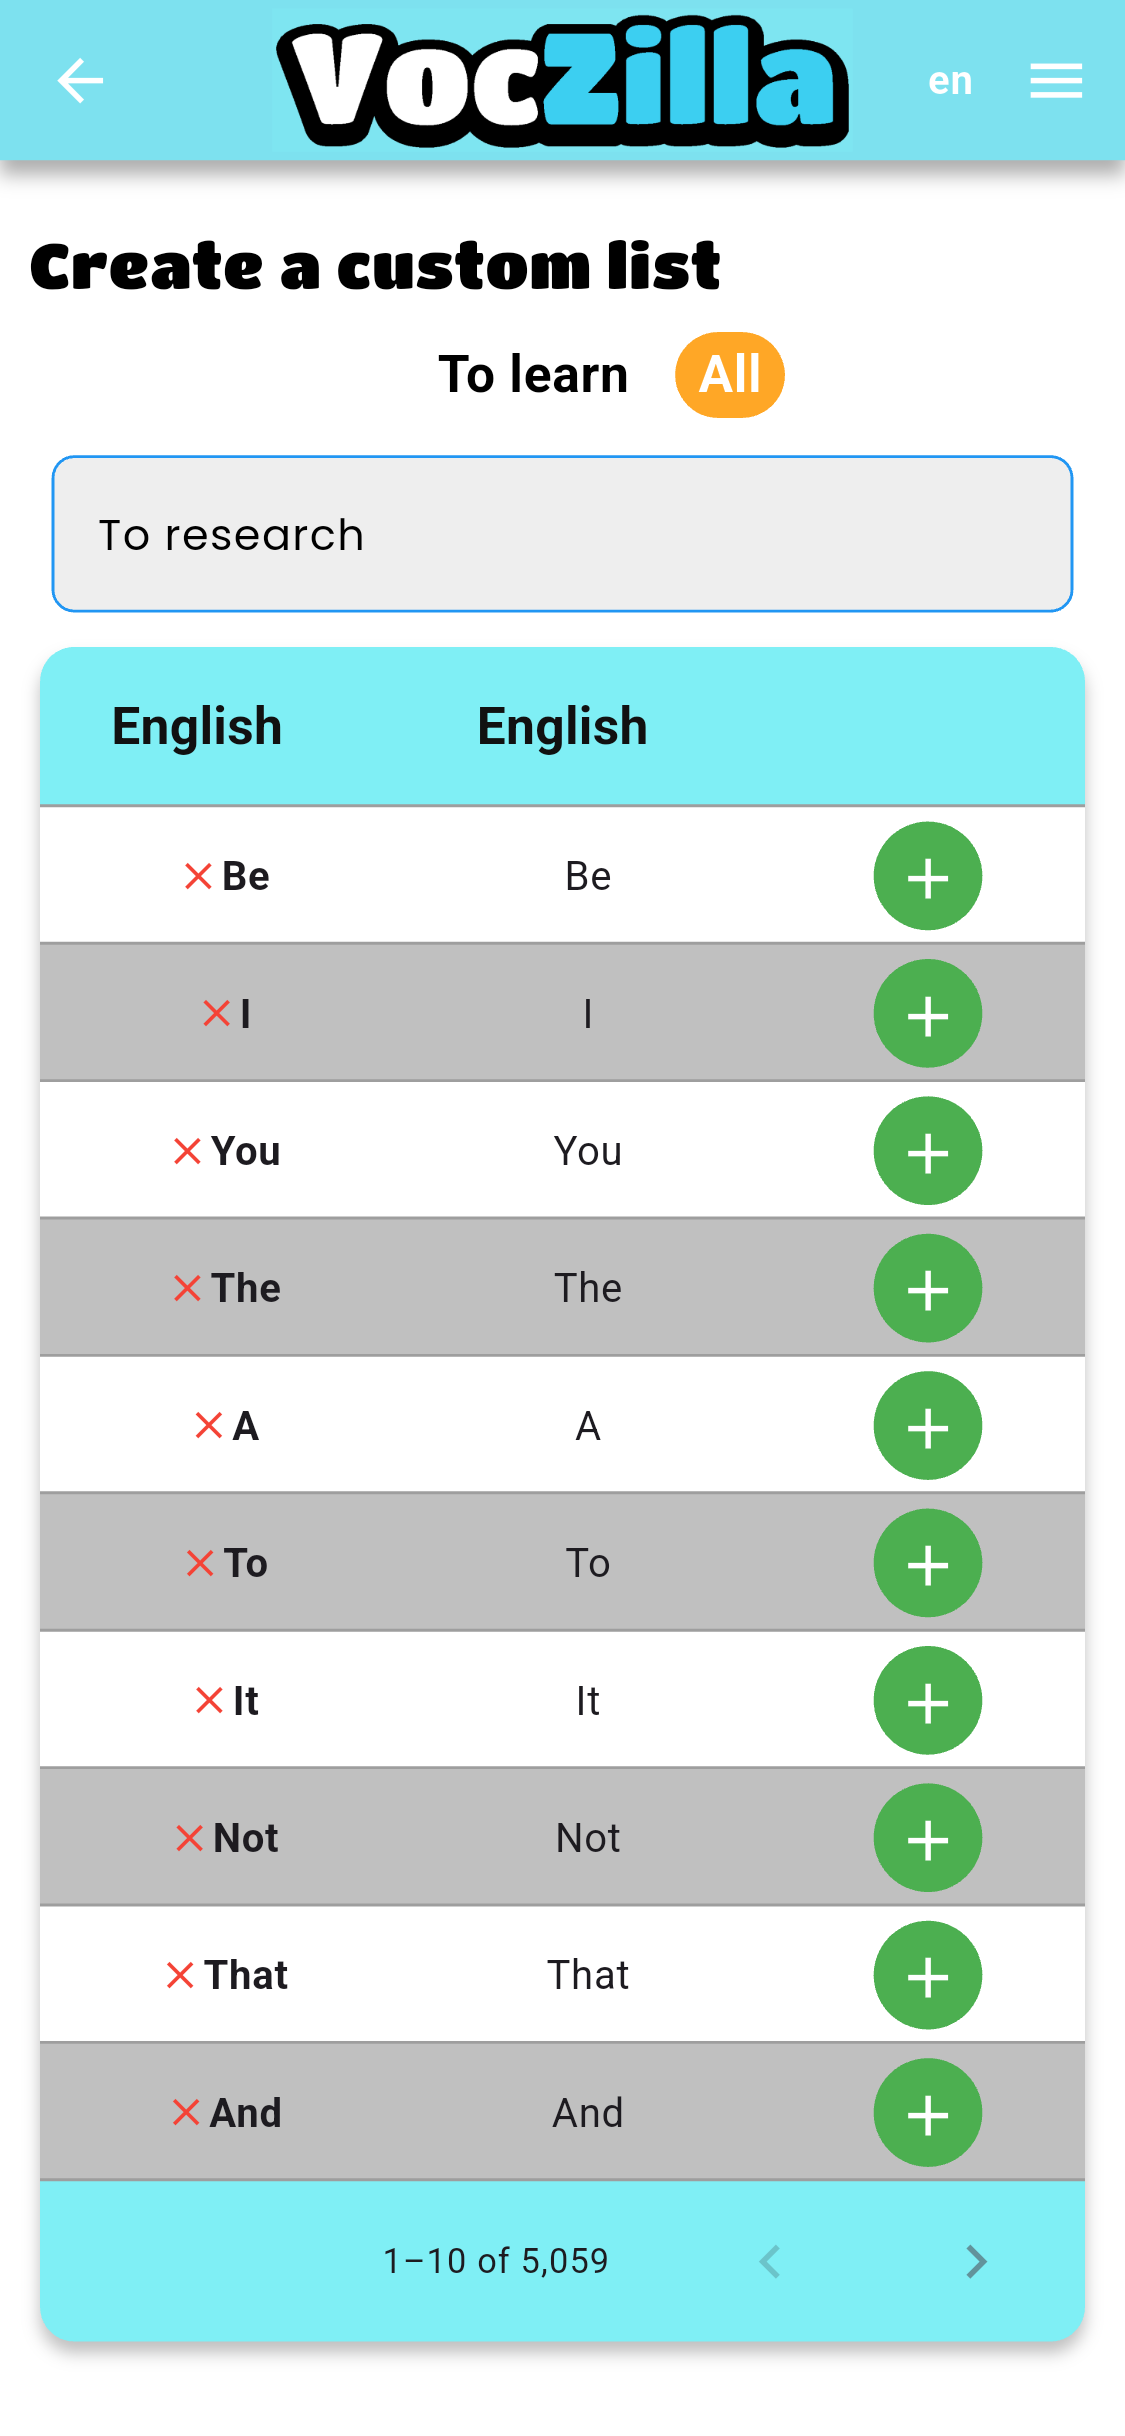 VocZilla
en
Create a custom list
To learn All
To research
English English
Be Be
I I
You You
The The
A A
To To
It It
Not Not
That That
And And
1–10 of 5,059